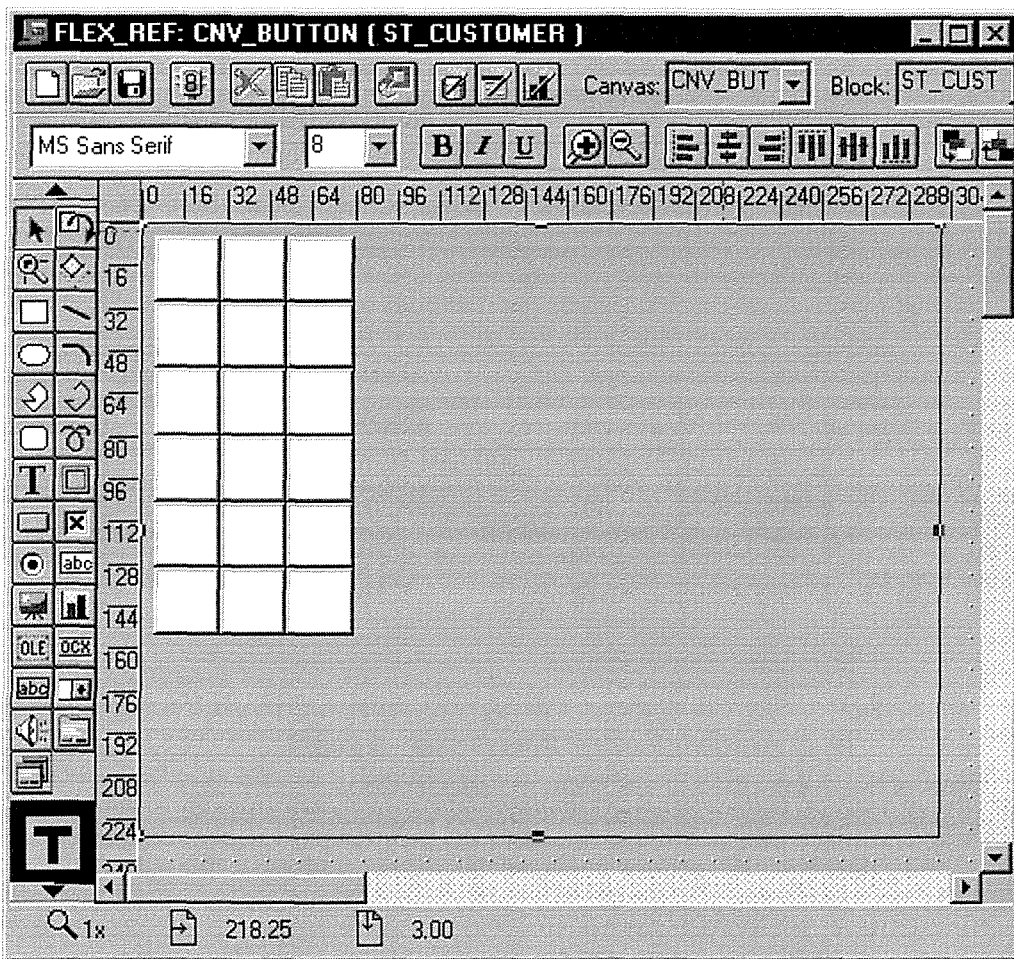 FLEX_REF: CNV_BUTTON ( ST_CUSTOMER )
Canvas: CNV_BUT Block: ST_CUST
MS Sans Serif 8 B I U
0 16 32 48 64 80 96 112 128 144 160 176 192 208 224 240 256 272 288 30
0
16
32
48
64
80
96
T
112
128
abc
144
OLE OCX
160
abc
176
192
208
224
T
240
1x 218.25 3.00